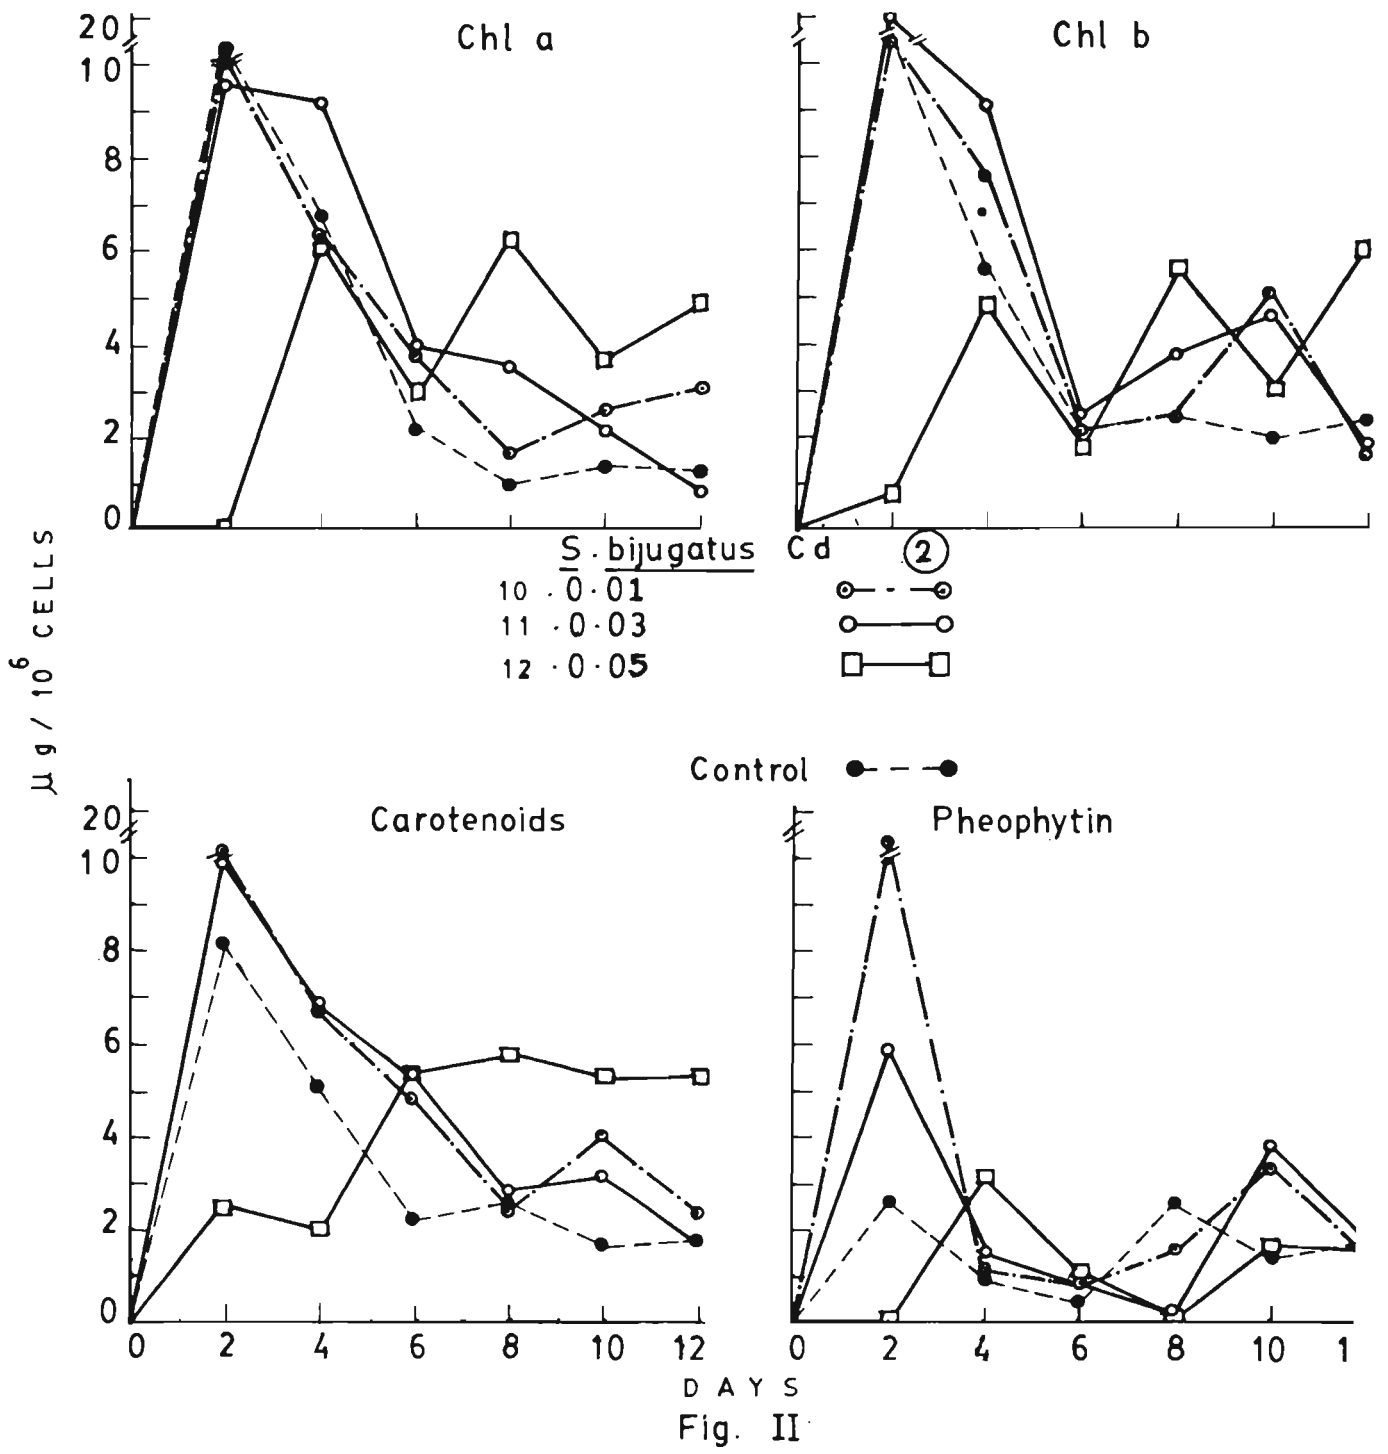 Chl a
Chl b
20
10
8
6
4
2
0
μg / 10⁶ CELLS
S. bijugatus Cd ②
10 . 0.01
11 . 0.03
12 . 0.05
Control
Carotenoids
Pheophytin
20
10
8
6
4
2
0
0 2 4 6 8 10 12
0 2 4 6 8 10 1
DAYS
Fig. II